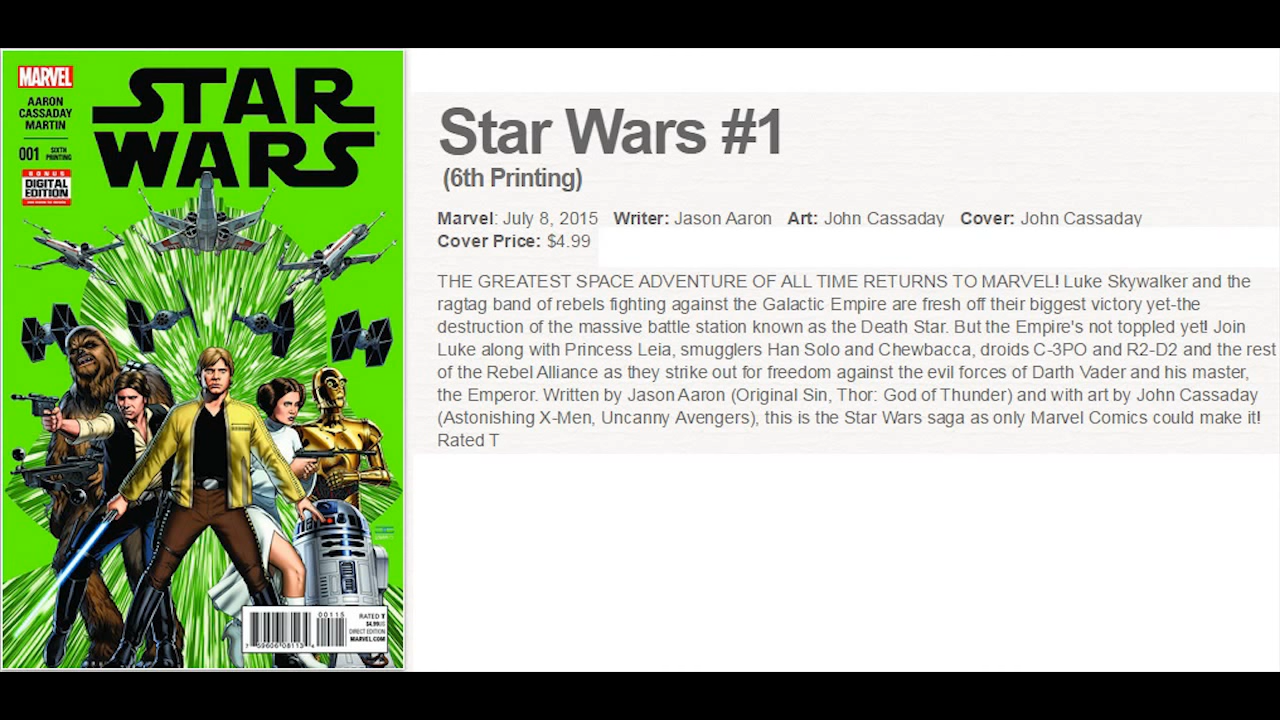 MARVEL
AARON
CASSADAY
MARTIN
001 SIXTH PRINTING
BONUS
DIGITAL
EDITION
STAR
WARS
00115
RATED T
$4.99US
DIRECT EDITION
MARVEL.COM
Star Wars #1
(6th Printing)
Marvel: July 8, 2015 Writer: Jason Aaron Art: John Cassaday Cover: John Cassaday
Cover Price: $4.99
THE GREATEST SPACE ADVENTURE OF ALL TIME RETURNS TO MARVEL! Luke Skywalker and the
ragtag band of rebels fighting against the Galactic Empire are fresh off their biggest victory yet-the
destruction of the massive battle station known as the Death Star. But the Empire's not toppled yet! Join
Luke along with Princess Leia, smugglers Han Solo and Chewbacca, droids C-3PO and R2-D2 and the rest
of the Rebel Alliance as they strike out for freedom against the evil forces of Darth Vader and his master,
the Emperor. Written by Jason Aaron (Original Sin, Thor: God of Thunder) and with art by John Cassaday
(Astonishing X-Men, Uncanny Avengers), this is the Star Wars saga as only Marvel Comics could make it!
Rated T